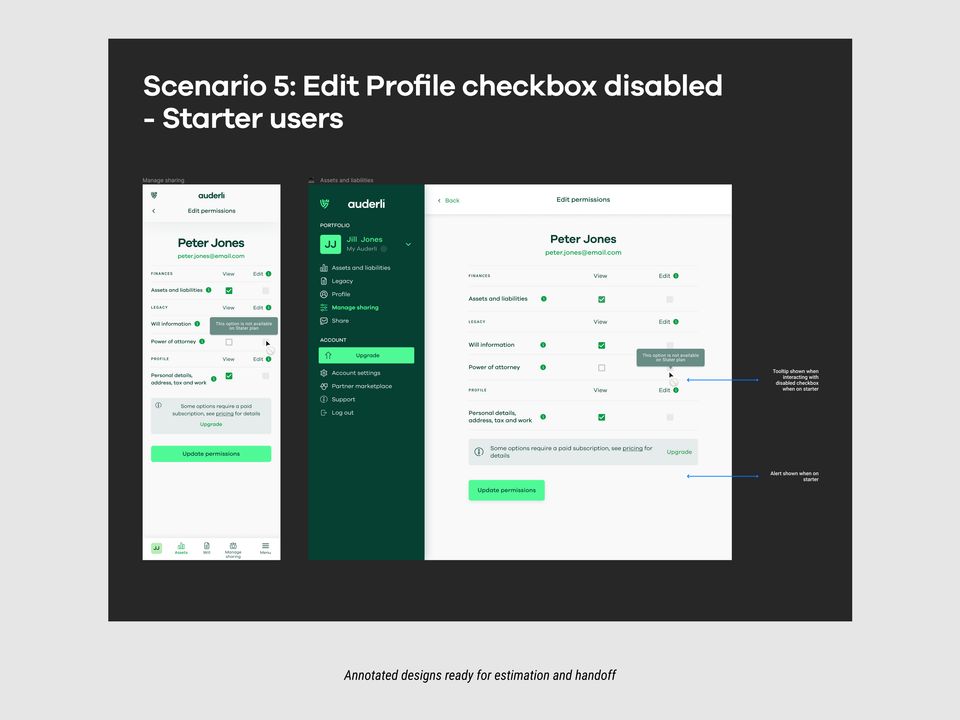 Scenario 5: Edit Profile checkbox disabled
- Starter users
Manage sharing
auderli
Edit permissions
Peter Jones
peter.jones@email.com
FINANCES View Edit
Assets and liabilities
LEGACY View Edit
Will information
This option is not available
on Stater plan
Power of attorney
PROFILE View Edit
Personal details,
address, tax and work
Some options require a paid
subscription, see pricing for details
Upgrade
Update permissions
JJ
Assets
Will
Manage
sharing
Menu
Assets and liabilities
auderli
PORTFOLIO
JJ
Jill Jones
My Auderli
Assets and liabilities
Legacy
Profile
Manage sharing
Share
ACCOUNT
Upgrade
Account settings
Partner marketplace
Support
Log out
Back
Edit permissions
Peter Jones
peter.jones@email.com
FINANCES View Edit
Assets and liabilities
LEGACY View Edit
Will information
This option is not available
on Stater plan
Power of attorney
PROFILE View Edit
Personal details,
address, tax and work
Some options require a paid subscription, see pricing for
details
Upgrade
Update permissions
Tooltip shown when
interacting with
disabled checkbox
when on starter
Alert shown when on
starter
Annotated designs ready for estimation and handoff